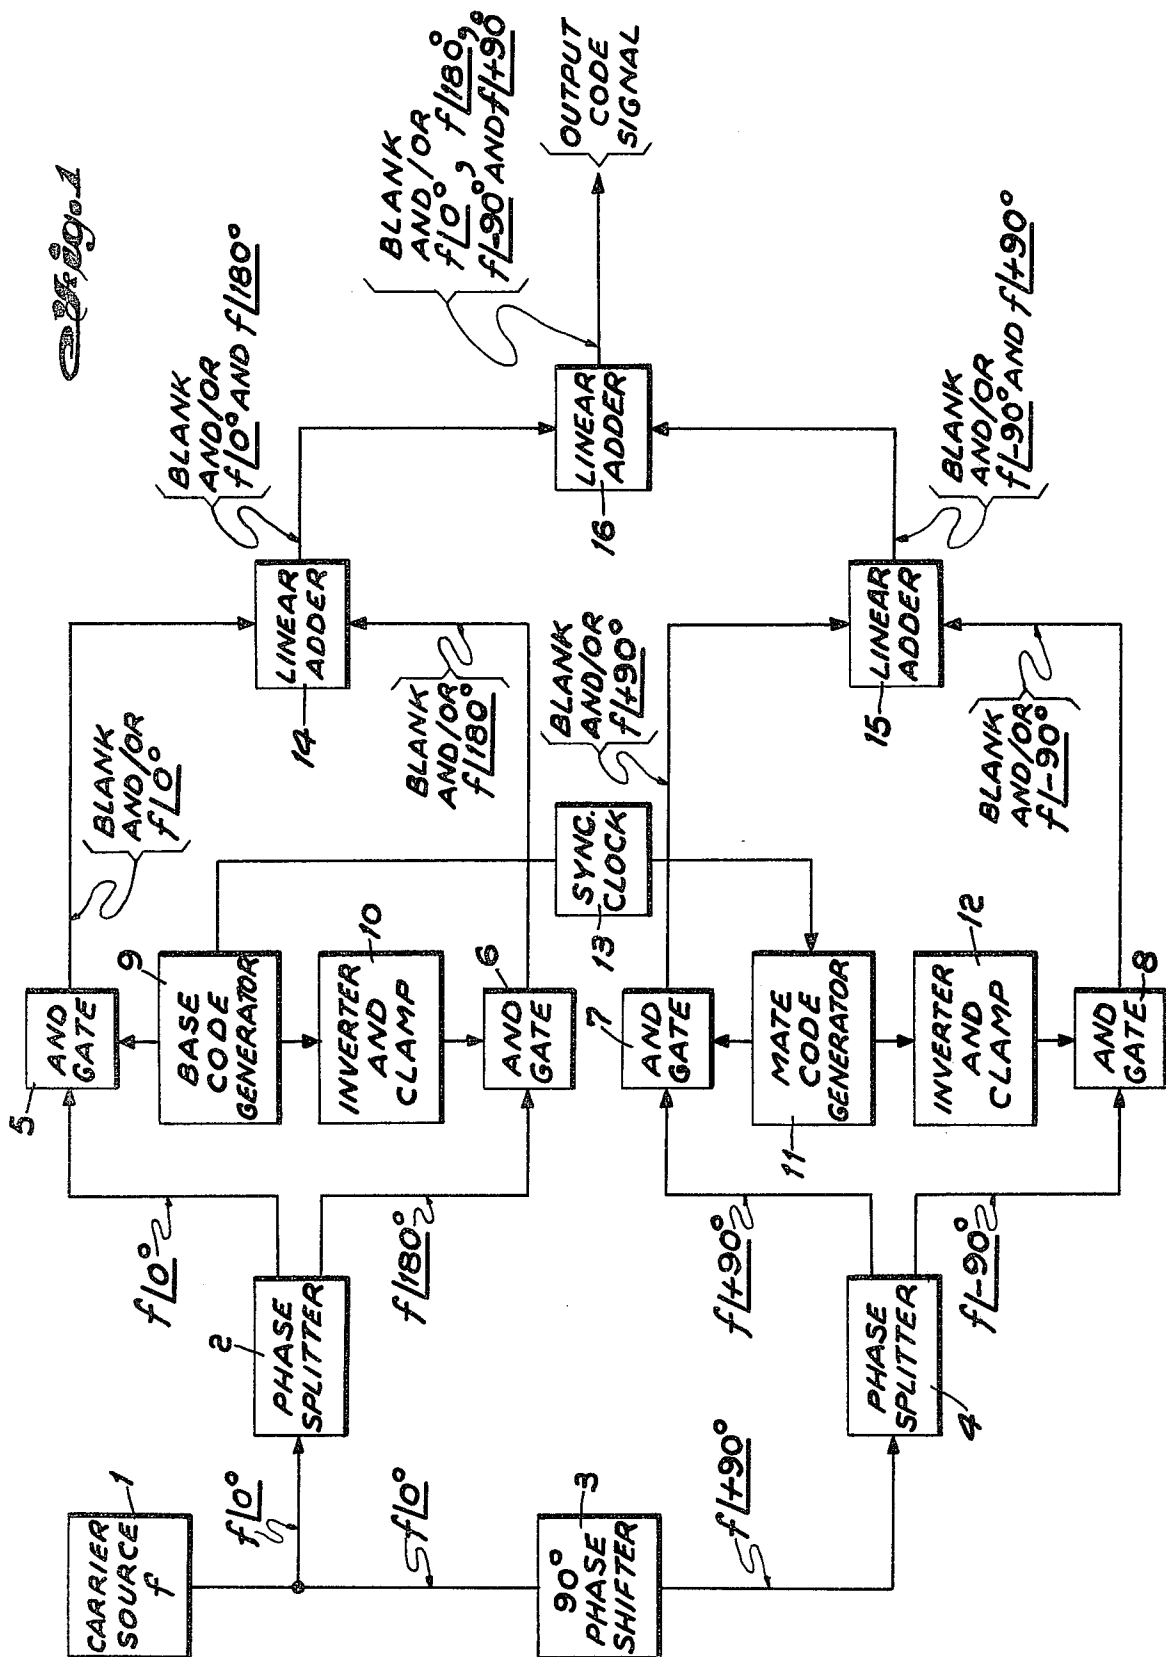 Fig. 1
CARRIER
SOURCE
f
1
f/0°
f/0°
90°
PHASE
SHIFTER
3
f/+90°
2
PHASE
SPLITTER
f/0°
f/180°
PHASE
SPLITTER
4
f/+90°
f/-90°
5
AND
GATE
9
BASE
CODE
GENERATOR
10
INVERTER
AND
CLAMP
6
AND
GATE
7
AND
GATE
MATE
CODE
GENERATOR
11
12
INVERTER
AND
CLAMP
AND
GATE
8
SYNC.
CLOCK
13
BLANK
AND/OR
f/0°
BLANK
AND/OR
f/180°
BLANK
AND/OR
f/+90°
BLANK
AND/OR
f/-90°
LINEAR
ADDER
14
LINEAR
ADDER
15
BLANK
AND/OR
f/0° AND f/180°
BLANK
AND/OR
f/-90° AND f/+90°
LINEAR
ADDER
16
BLANK
AND/OR
f/0°, f/180°,
f/-90° AND f/+90°
OUTPUT
CODE
SIGNAL